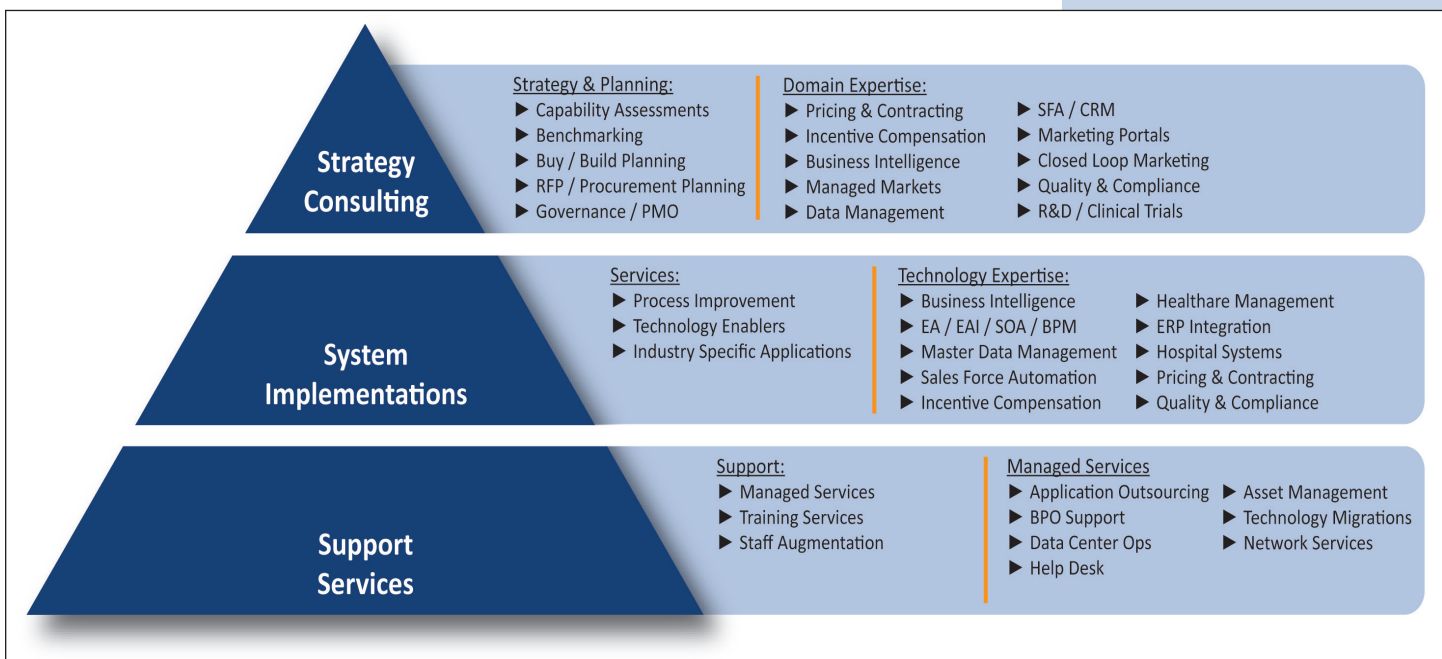 Strategy
Consulting
Strategy & Planning:
▶ Capability Assessments
▶ Benchmarking
▶ Buy / Build Planning
▶ RFP / Procurement Planning
▶ Governance / PMO
Domain Expertise:
▶ Pricing & Contracting
▶ Incentive Compensation
▶ Business Intelligence
▶ Managed Markets
▶ Data Management
▶ SFA / CRM
▶ Marketing Portals
▶ Closed Loop Marketing
▶ Quality & Compliance
▶ R&D / Clinical Trials
System
Implementations
Services:
▶ Process Improvement
▶ Technology Enablers
▶ Industry Specific Applications
Technology Expertise:
▶ Business Intelligence
▶ EA / EAI / SOA / BPM
▶ Master Data Management
▶ Sales Force Automation
▶ Incentive Compensation
▶ Healthare Management
▶ ERP Integration
▶ Hospital Systems
▶ Pricing & Contracting
▶ Quality & Compliance
Support
Services
Support:
▶ Managed Services
▶ Training Services
▶ Staff Augmentation
Managed Services
▶ Application Outsourcing
▶ BPO Support
▶ Data Center Ops
▶ Help Desk
▶ Asset Management
▶ Technology Migrations
▶ Network Services